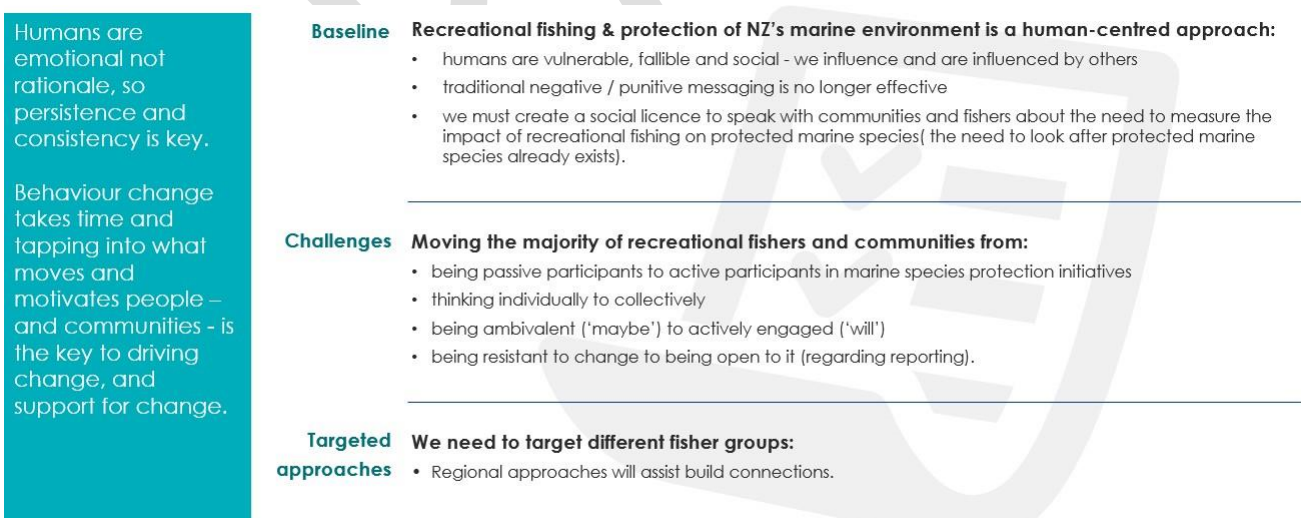 Humans are
emotional not
rationale, so
persistence and
consistency is key.
Behaviour change
takes time and
tapping into what
moves and
motivates people –
and communities - is
the key to driving
change, and
support for change.
Baseline
Recreational fishing & protection of NZ's marine environment is a human-centred approach:
• humans are vulnerable, fallible and social - we influence and are influenced by others
• traditional negative / punitive messaging is no longer effective
• we must create a social licence to speak with communities and fishers about the need to measure the
impact of recreational fishing on protected marine species( the need to look after protected marine
species already exists).
Challenges
Moving the majority of recreational fishers and communities from:
• being passive participants to active participants in marine species protection initiatives
• thinking individually to collectively
• being ambivalent ('maybe') to actively engaged ('will')
• being resistant to change to being open to it (regarding reporting).
Targeted
approaches
We need to target different fisher groups:
• Regional approaches will assist build connections.